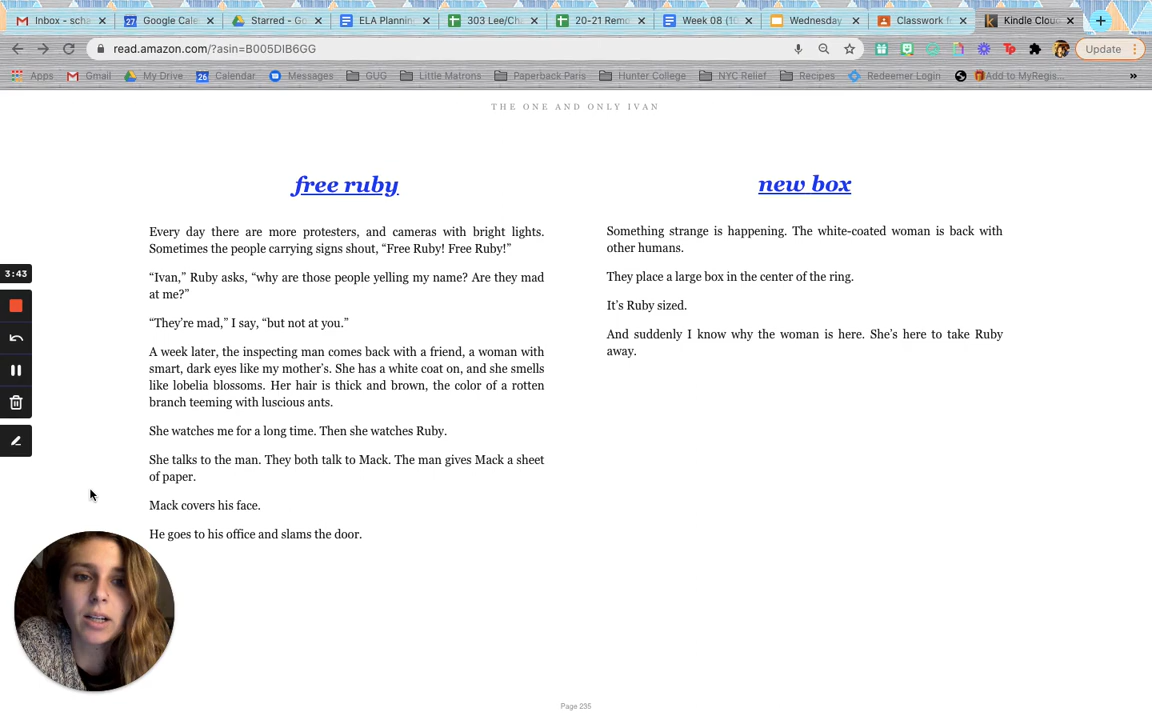 Inbox - scha
Google Cale
Starred - Go
ELA Plannin
303 Lee/Cha
20-21 Remo
Week 08 (10
Wednesday
Classwork f
Kindle Clou
read.amazon.com/?asin=B005DIB6GG
Update
Apps
Gmail
My Drive
Calendar
Messages
GUG
Little Matrons
Paperback Paris
Hunter College
NYC Relief
Recipes
Redeemer Login
Add to MyRegis...
»
THE ONE AND ONLY IVAN
free ruby
Every day there are more protesters, and cameras with bright lights.
Sometimes the people carrying signs shout, “Free Ruby! Free Ruby!”
“Ivan,” Ruby asks, “why are those people yelling my name? Are they mad
at me?”
“They’re mad,” I say, “but not at you.”
A week later, the inspecting man comes back with a friend, a woman with
smart, dark eyes like my mother’s. She has a white coat on, and she smells
like lobelia blossoms. Her hair is thick and brown, the color of a rotten
branch teeming with luscious ants.
She watches me for a long time. Then she watches Ruby.
She talks to the man. They both talk to Mack. The man gives Mack a sheet
of paper.
Mack covers his face.
He goes to his office and slams the door.
new box
Something strange is happening. The white-coated woman is back with
other humans.
They place a large box in the center of the ring.
It’s Ruby sized.
And suddenly I know why the woman is here. She’s here to take Ruby
away.
3:43
Page 235